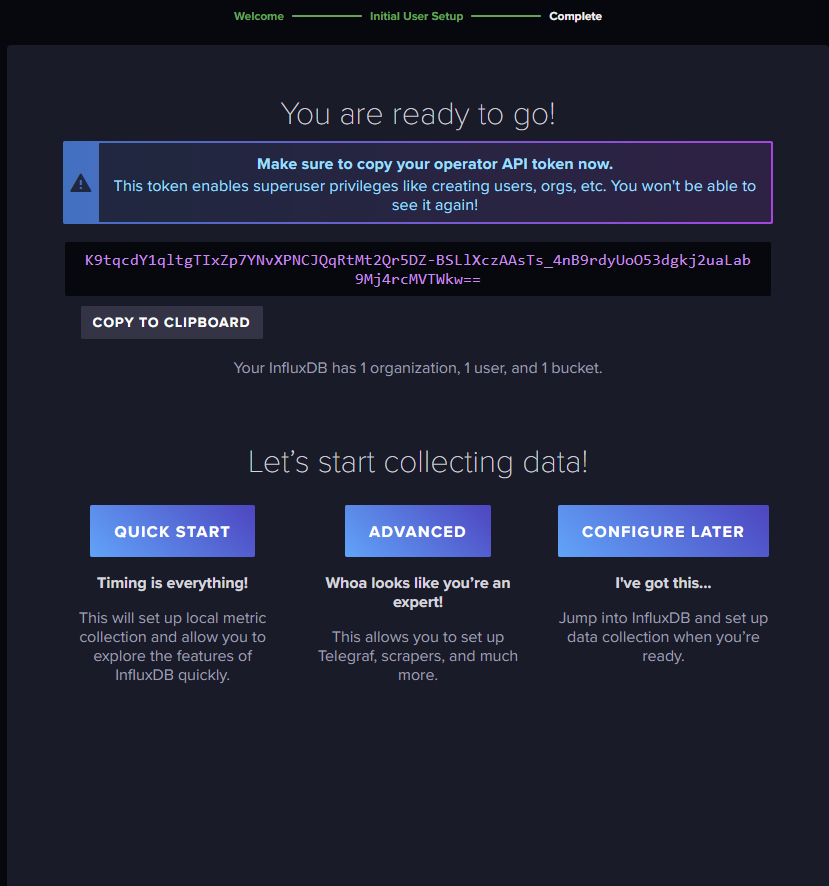 Welcome
Initial User Setup
Complete
You are ready to go!
Make sure to copy your operator API token now.
This token enables superuser privileges like creating users, orgs, etc. You won't be able to
see it again!
K9tqcdY1qltgTIxZp7YNvXPNCJQqRtMt2Qr5DZ-BSLlXczAAsTs_4nB9rdyUoO53dgkj2uaLab
9Mj4rcMVTWkw==
COPY TO CLIPBOARD
Your InfluxDB has 1 organization, 1 user, and 1 bucket.
Let's start collecting data!
QUICK START
Timing is everything!
This will set up local metric
collection and allow you to
explore the features of
InfluxDB quickly.
ADVANCED
Whoa looks like you're an
expert!
This allows you to set up
Telegraf, scrapers, and much
more.
CONFIGURE LATER
I've got this...
Jump into InfluxDB and set up
data collection when you're
ready.